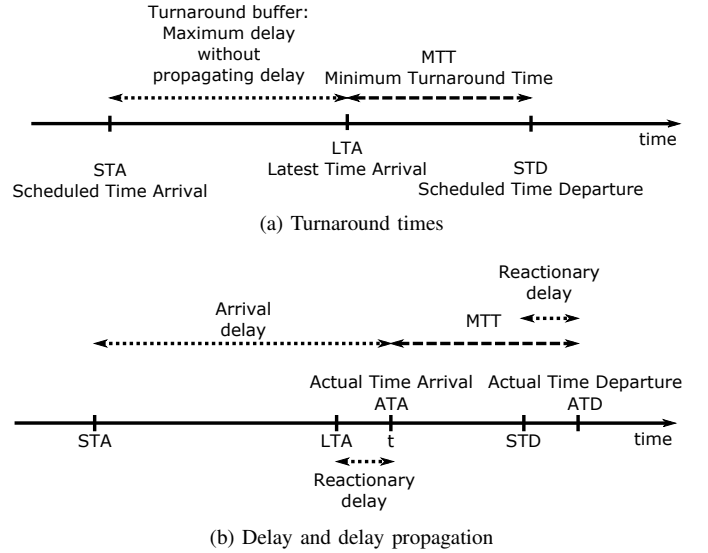 Turnaround buffer:
Maximum delay
without
propagating delay
MTT
Minimum Turnaround Time
time
STA
Scheduled Time Arrival
LTA
Latest Time Arrival
STD
Scheduled Time Departure
(a) Turnaround times
Reactionary
delay
Arrival
delay
MTT
Actual Time Arrival
ATA
Actual Time Departure
ATD
STA
LTA
t
STD
time
Reactionary
delay
(b) Delay and delay propagation